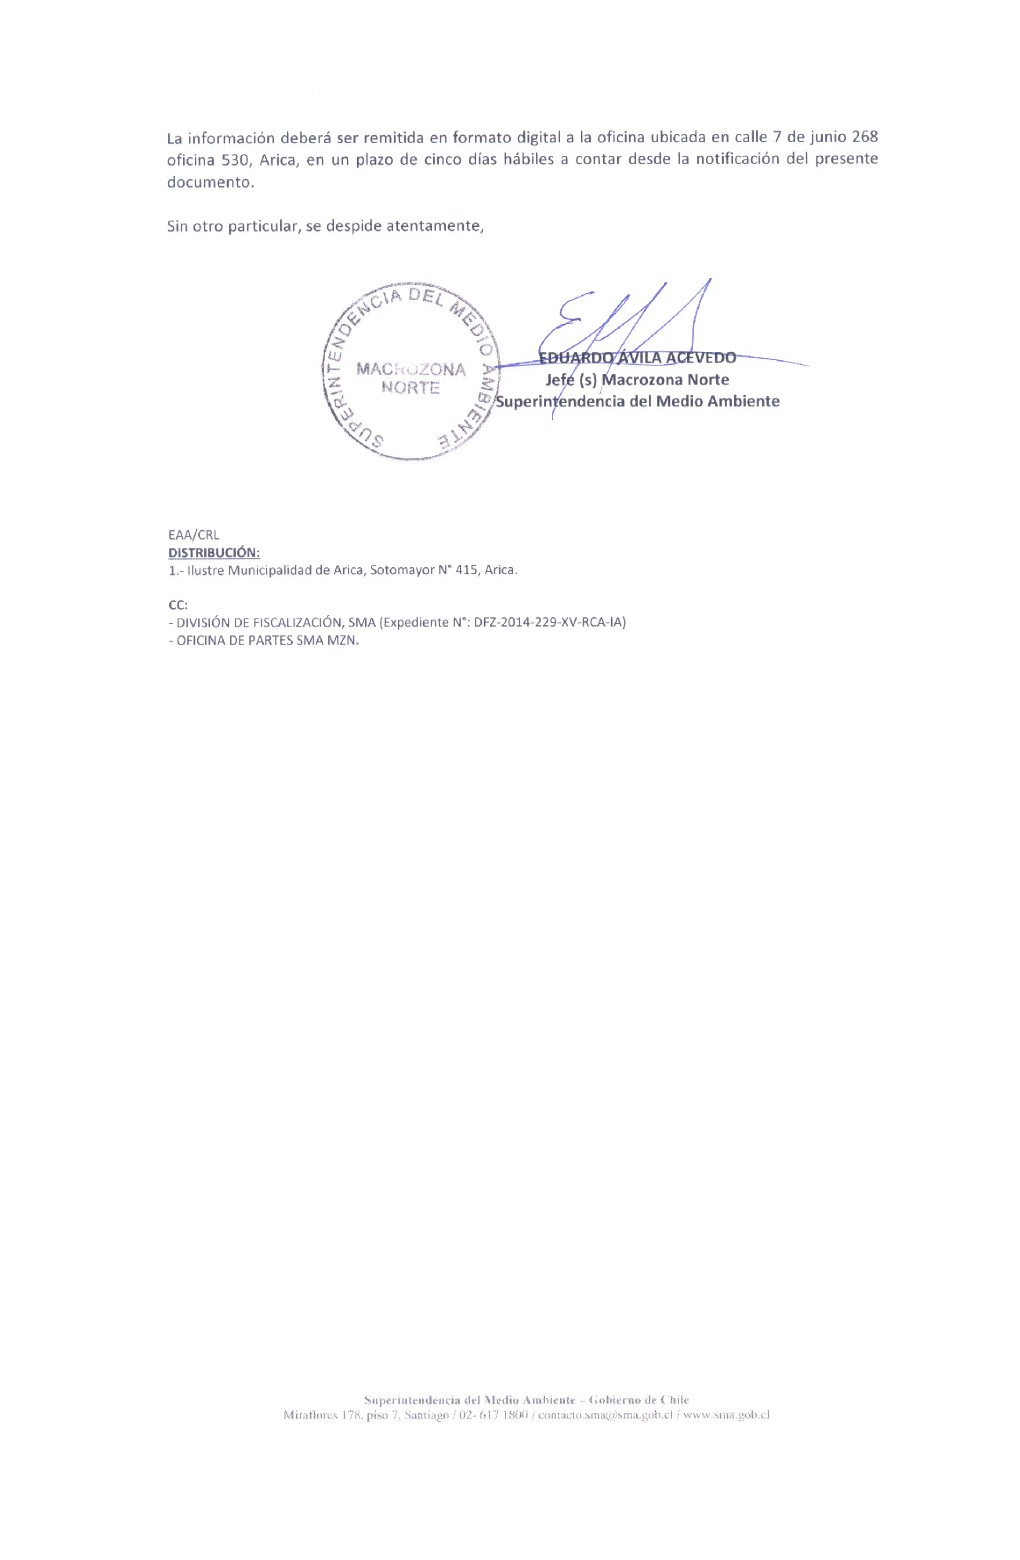 La información deberá ser remitida en formato digital a la oficina ubicada en calle 7 de junio 268
oficina 530, Arica, en un plazo de cinco días hábiles a contar desde la notificación del presente
documento.
Sin otro particular, se despide atentamente,
SUPERINTENDENCIA DEL MEDIO AMBIENTE
MACROZONA
NORTE
EDUARDO ÁVILA ACEVEDO
Jefe (s) Macrozona Norte
Superintendencia del Medio Ambiente
EAA/CRL
DISTRIBUCIÓN:
1.- Ilustre Municipalidad de Arica, Sotomayor N° 415, Arica.
CC:
- DIVISIÓN DE FISCALIZACIÓN, SMA (Expediente N°: DFZ-2014-229-XV-RCA-IA)
- OFICINA DE PARTES SMA MZN.
Superintendencia del Medio Ambiente – Gobierno de Chile
Miraflores 178, piso 7, Santiago / 02- 617 1800 / contacto.sma@sma.gob.cl / www.sma.gob.cl